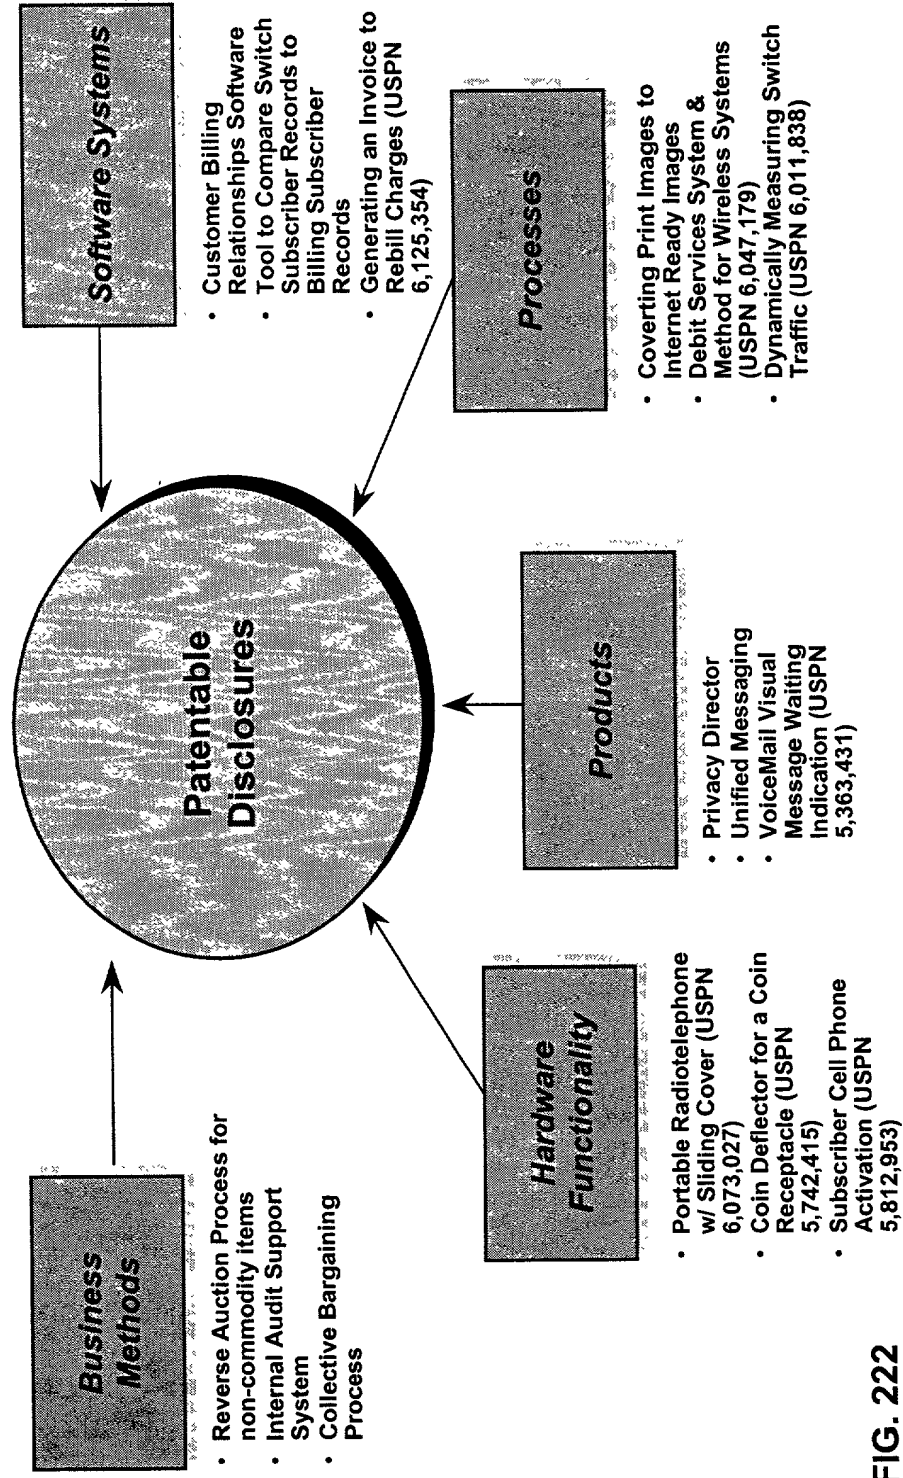 Patentable
Disclosures
Business
Methods
• Reverse Auction Process for
non-commodity items
• Internal Audit Support
System
• Collective Bargaining
Process
Hardware
Functionality
• Portable Radiotelephone
w/ Sliding Cover (USPN
6,073,027)
• Coin Deflector for a Coin
Receptacle (USPN
5,742,415)
• Subscriber Cell Phone
Activation (USPN
5,812,953)
Products
• Privacy Director
• Unified Messaging
• VoiceMail Visual
Message Waiting
Indication (USPN
5,363,431)
Processes
• Coverting Print Images to
Internet Ready Images
• Debit Services System &
Method for Wireless Systems
(USPN 6,047,179)
• Dynamically Measuring Switch
Traffic (USPN 6,011,838)
Software Systems
• Customer Billing
Relationships Software
• Tool to Compare Switch
Subscriber Records to
Billing Subscriber
Records
• Generating an Invoice to
Rebill Charges (USPN
6,125,354)
FIG. 222